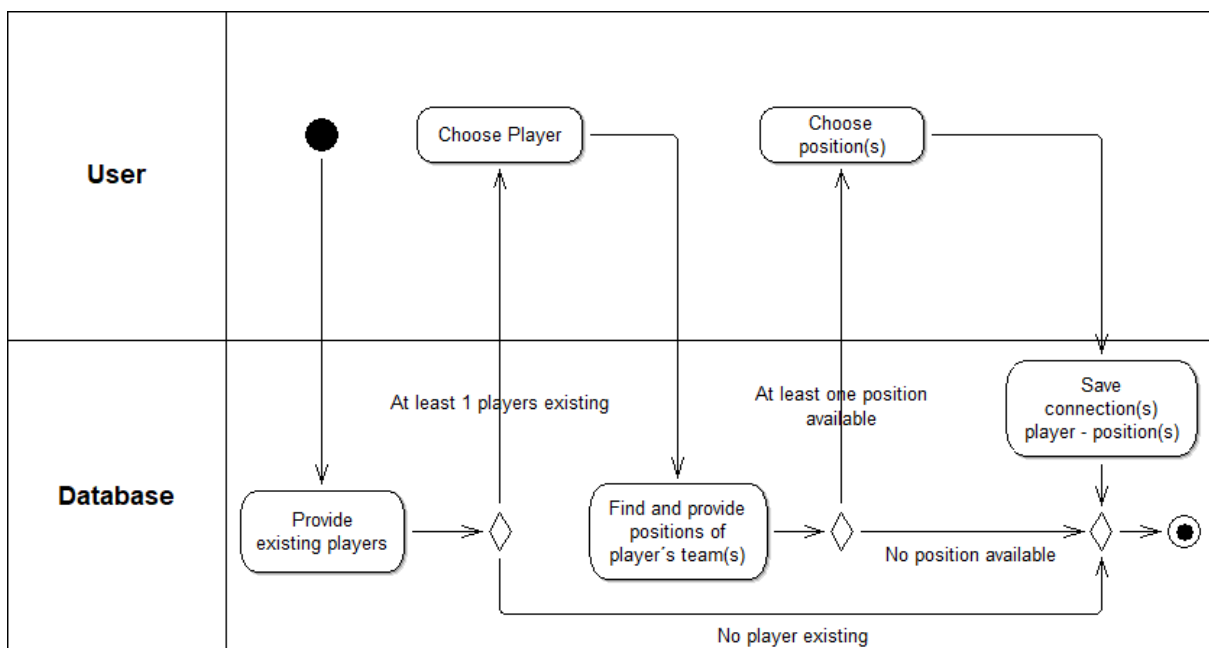 User
Choose Player
Choose
position(s)
At least 1 players existing
At least one position
available
Save
connection(s)
player - position(s)
Database
Provide
existing players
Find and provide
positions of
player´s team(s)
No position available
No player existing